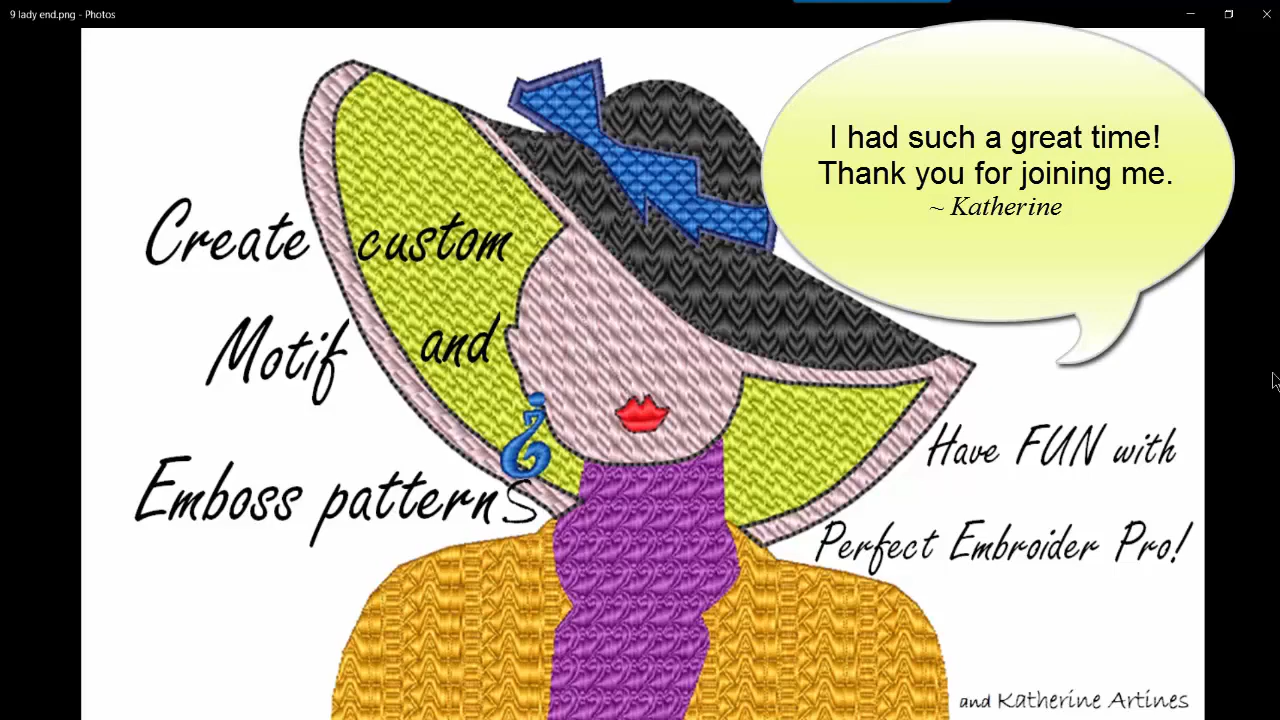 9 lady end.png - Photos
I had such a great time!
Thank you for joining me.
~ Katherine
Create custom
Motif and
Emboss patterns
Have FUN with
Perfect Embroider Pro!
and Katherine Artines